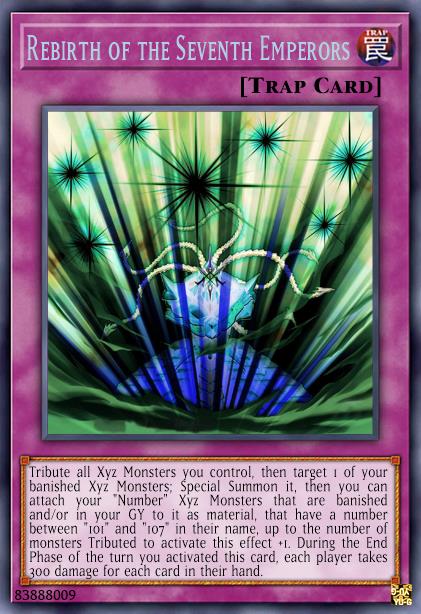 Rebirth of the Seventh Emperors
TRAP
罠
[Trap Card]
Tribute all Xyz Monsters you control, then target 1 of your
banished Xyz Monsters; Special Summon it, then you can
attach your "Number" Xyz Monsters that are banished
and/or in your GY to it as material, that have a number
between "101" and "107" in their name, up to the number of
monsters Tributed to activate this effect +1. During the End
Phase of the turn you activated this card, each player takes
300 damage for each card in their hand.
83888009